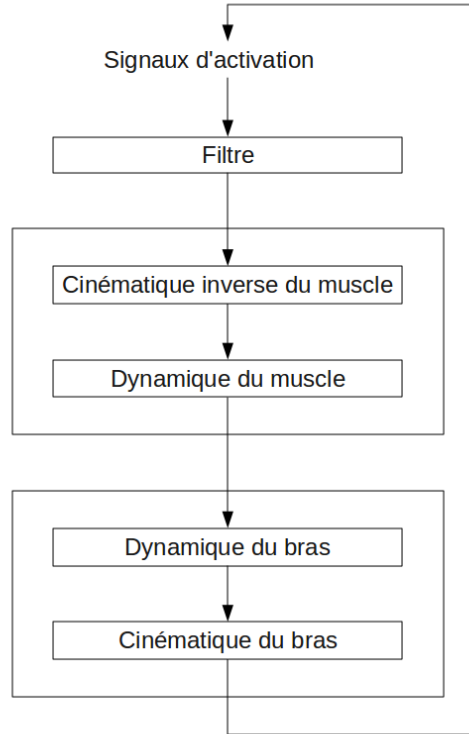 Signaux d'activation
Filtre
Cinématique inverse du muscle
Dynamique du muscle
Dynamique du bras
Cinématique du bras